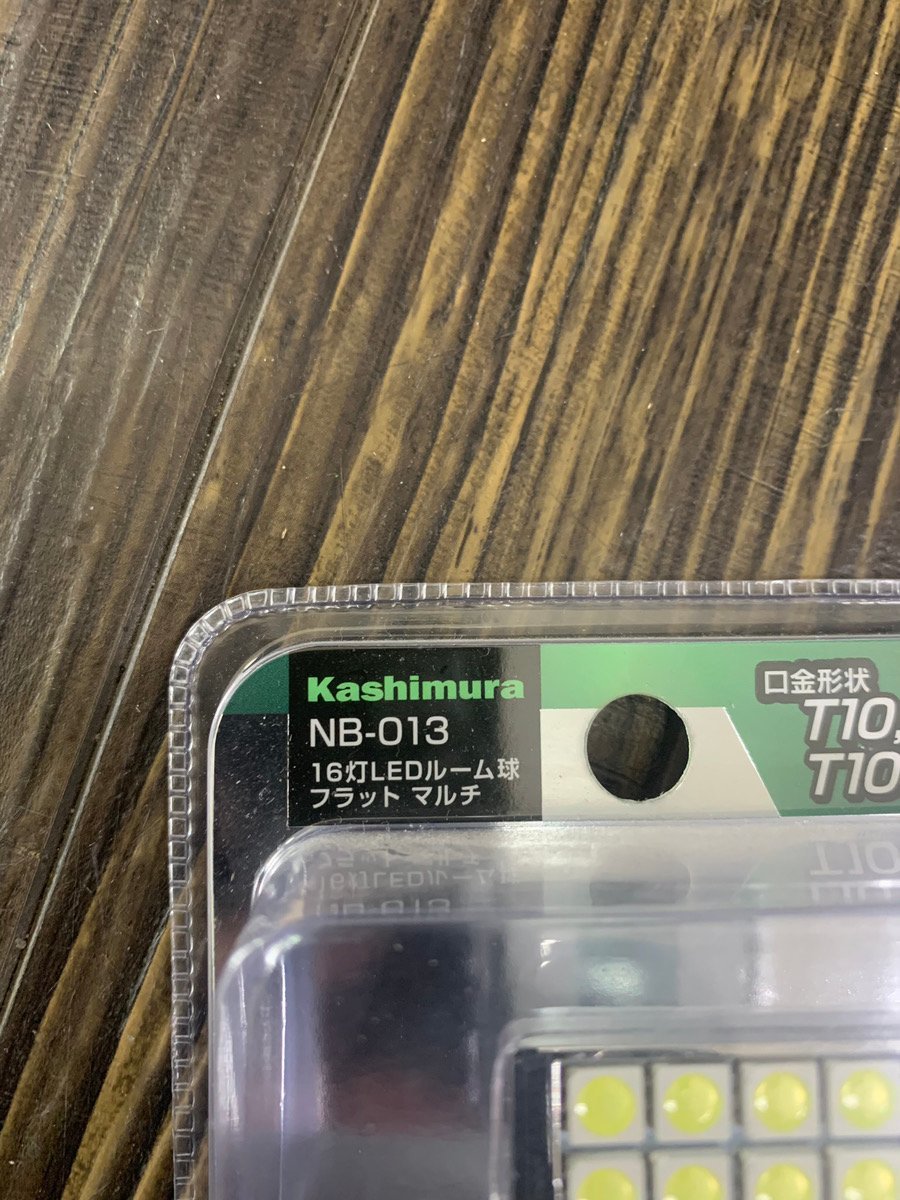 Kashimura
NB-013
16灯LEDルーム球
フラット マルチ
口金形状
T10,
T10